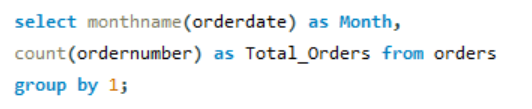 select monthname(orderdate) as Month,
count(ordernumber) as Total_Orders from orders
group by 1;